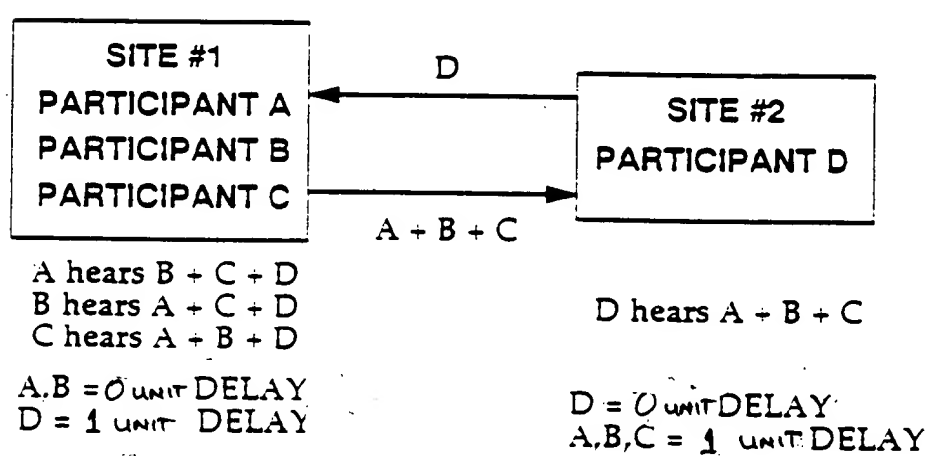 SITE #1
PARTICIPANT A
PARTICIPANT B
PARTICIPANT C
D
SITE #2
PARTICIPANT D
A + B + C
A hears B + C + D
B hears A + C + D
C hears A + B + D
A,B = 0 UNIT DELAY
D = 1 UNIT DELAY
D hears A + B + C
D = 0 UNIT DELAY
A,B,C = 1 UNIT DELAY